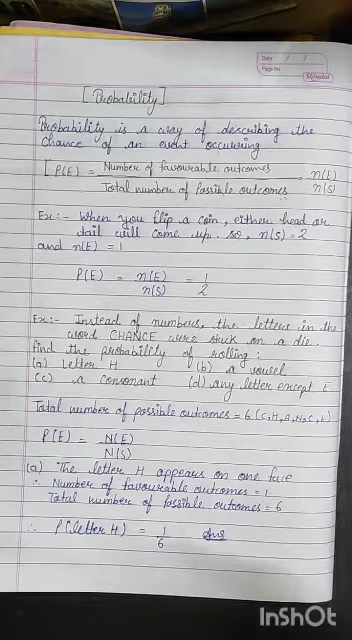 Date / /
Page No.
Shivalal
[Probability]
Probability is a way of describing the
chance of an event occurring
[P(E) = Number of favourable outcomes = n(E)
Total number of Possible outcomes n(S)
Ex:- When you flip a coin, either head or
tail will come up. so, n(S) = 2
and n(E) = 1
P(E) = n(E) = 1
n(S) 2
Ex:- Instead of numbers, the letters in the
word CHANCE were stuck on a die.
find the probability of rolling:
(a) Letter H (b) a vowel
(c) a consonant (d) any letter except E
Total number of possible outcomes = 6 (C,H,A,N,C,E)
P(E) = N(E)
N(S)
(a) The letter H appears on one face
∴ Number of favourable outcomes = 1
Total number of possible outcomes = 6
∴ P(letter H) = 1 Ans
6
InShOt